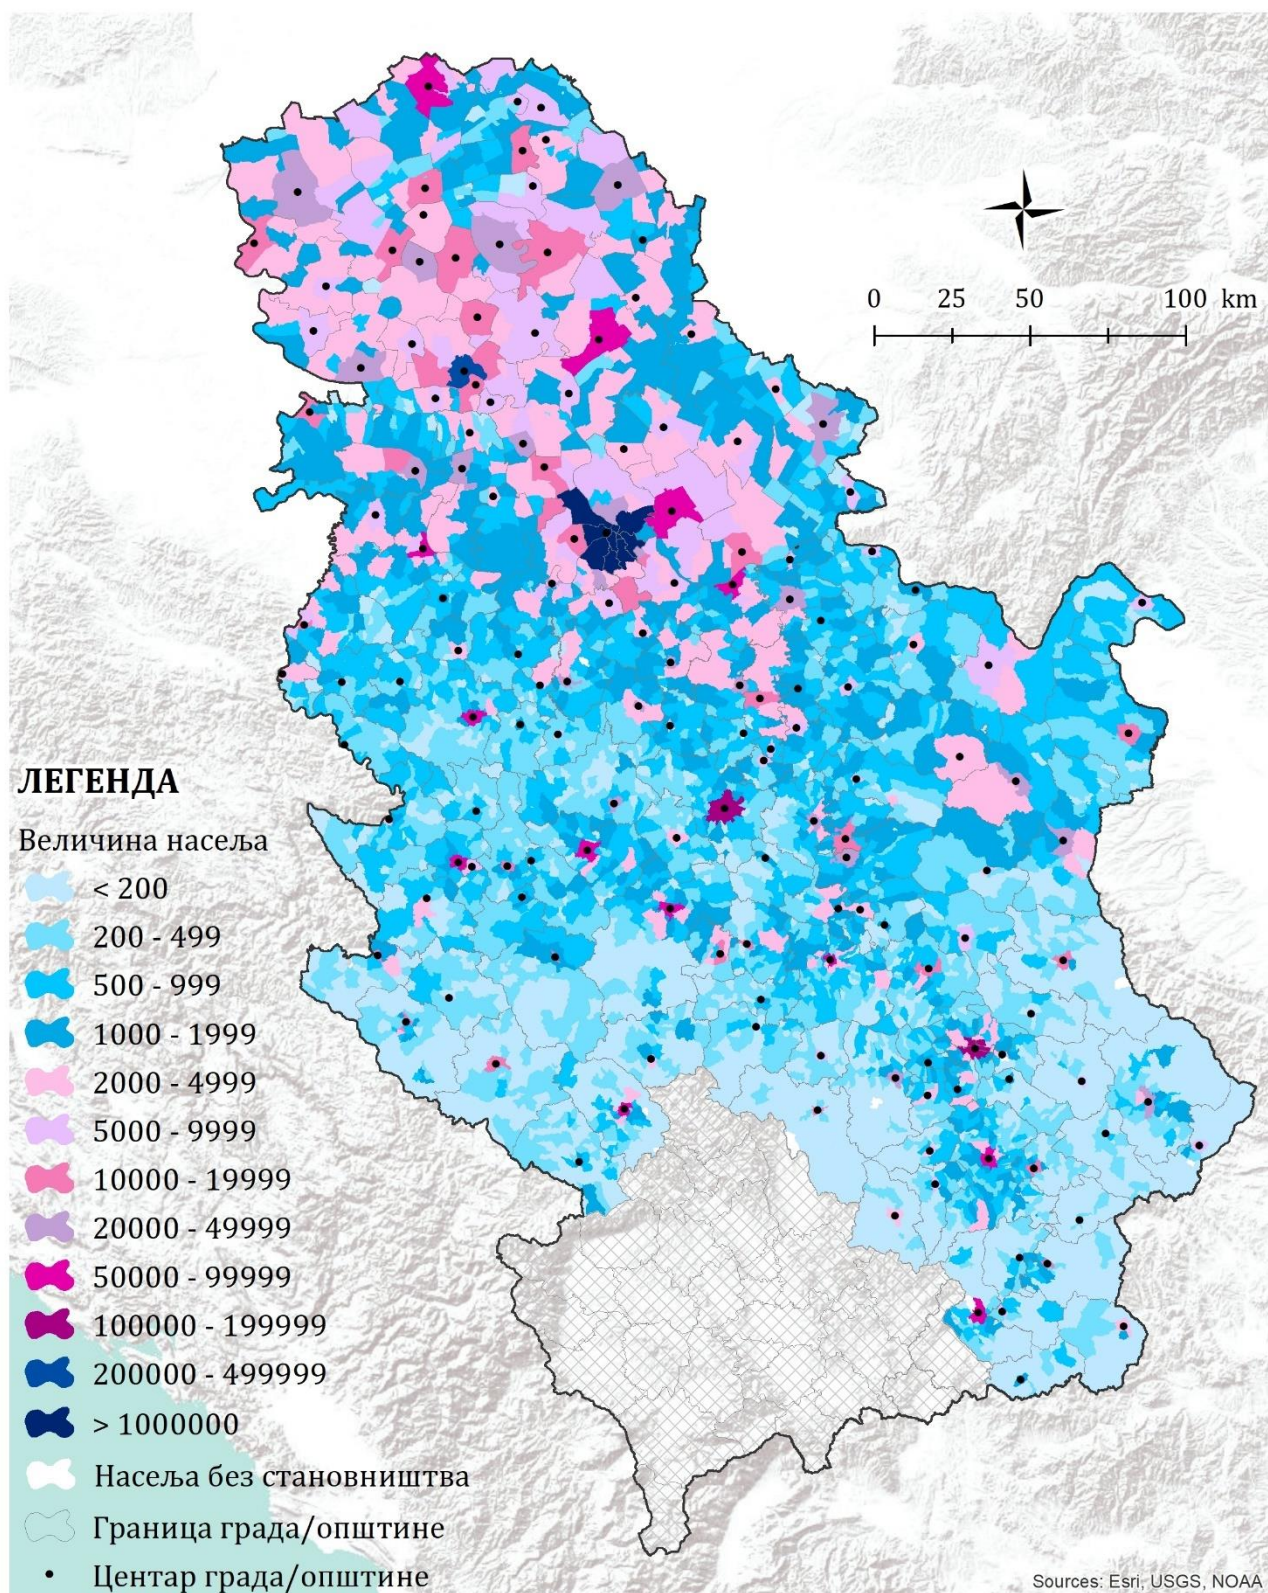 0 25 50 100 km
ЛЕГЕНДА
Величина насеља
< 200
200 - 499
500 - 999
1000 - 1999
2000 - 4999
5000 - 9999
10000 - 19999
20000 - 49999
50000 - 99999
100000 - 199999
200000 - 499999
> 1000000
Насеља без становништва
Граница града/општине
Центар града/општине
Sources: Esri, USGS, NOAA